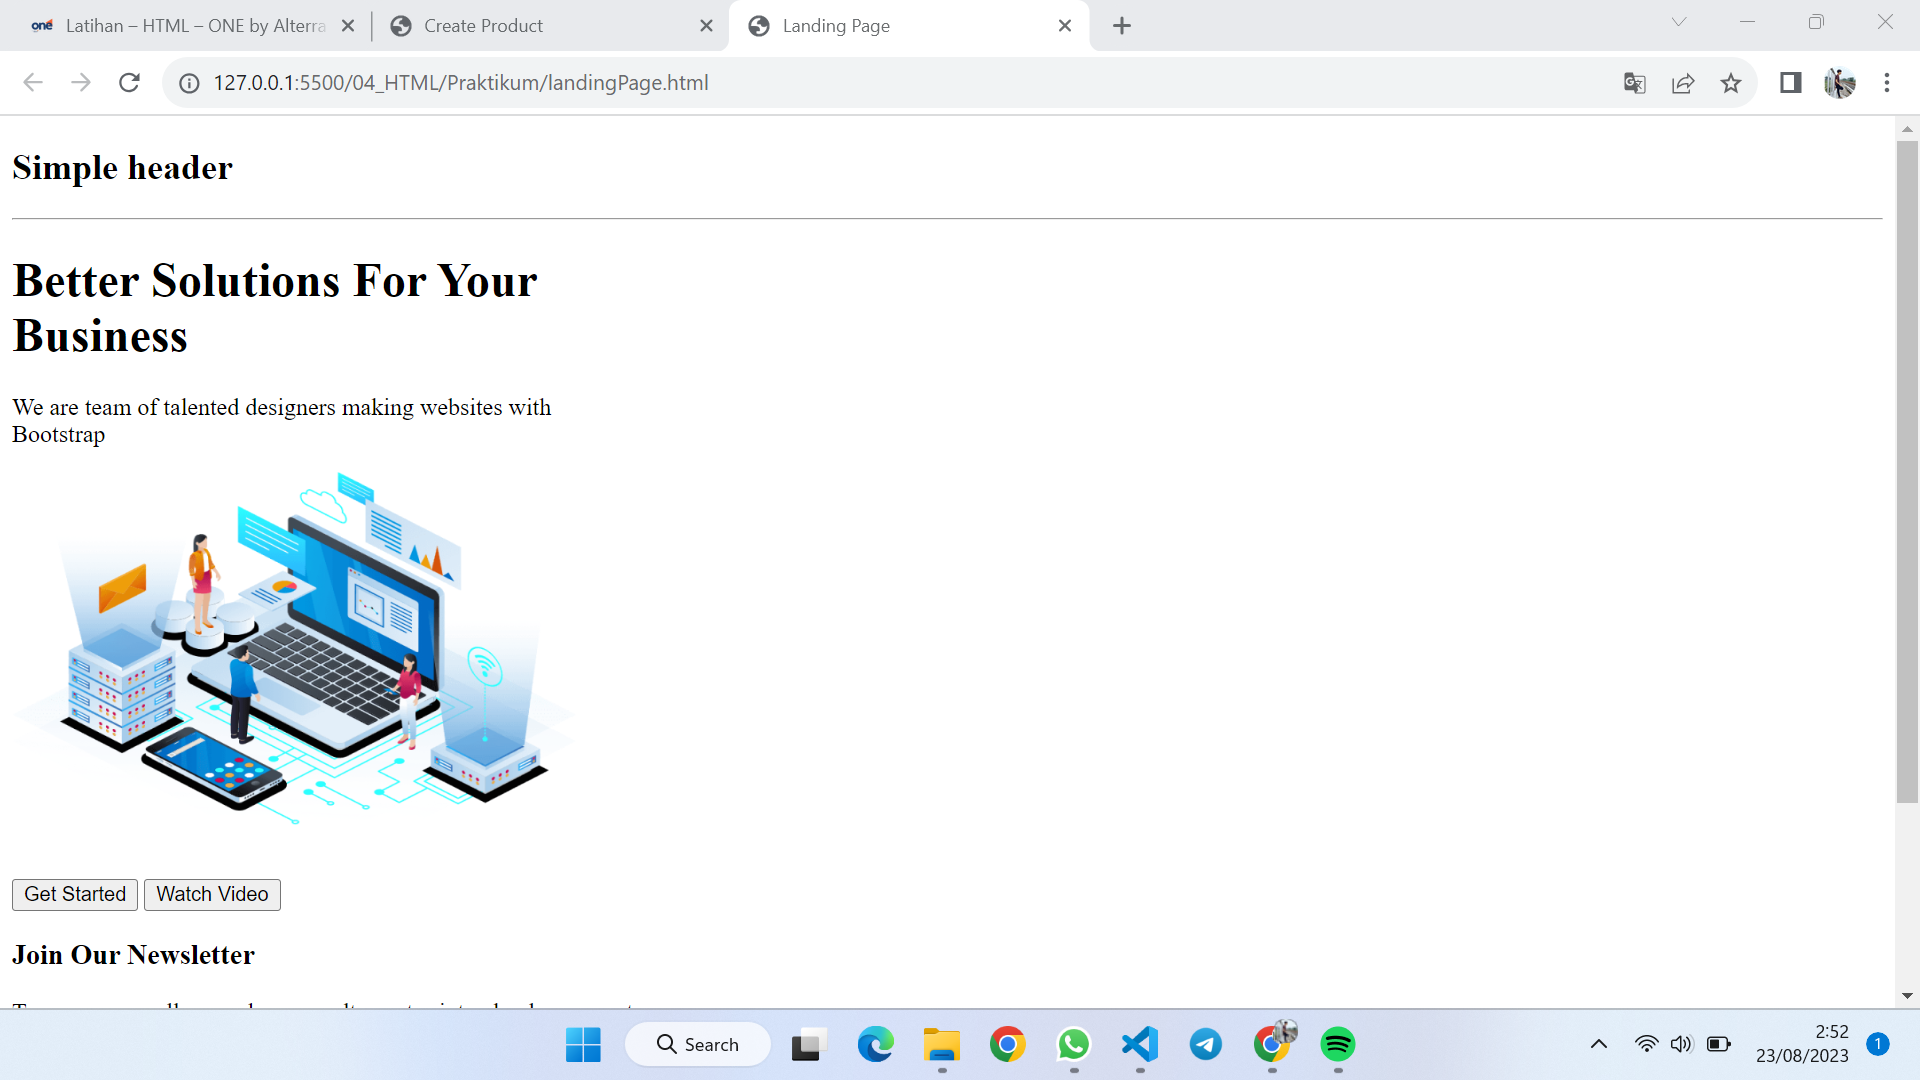 one Latihan – HTML – ONE by Alterra
Create Product
Landing Page
127.0.0.1:5500/04_HTML/Praktikum/landingPage.html
Simple header
Better Solutions For Your
Business
We are team of talented designers making websites with
Bootstrap
Get Started
Watch Video
Join Our Newsletter
Search
2:52
23/08/2023
1